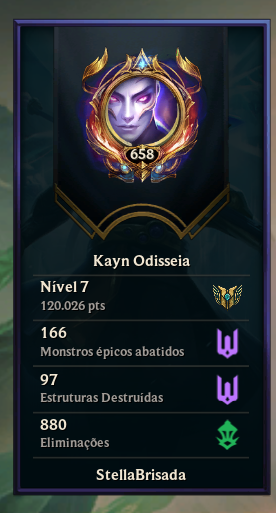 658
Kayn Odisseia
Nível 7
120.026 pts
166
Monstros épicos abatidos
97
Estruturas Destruídas
880
Eliminações
StellaBrisada